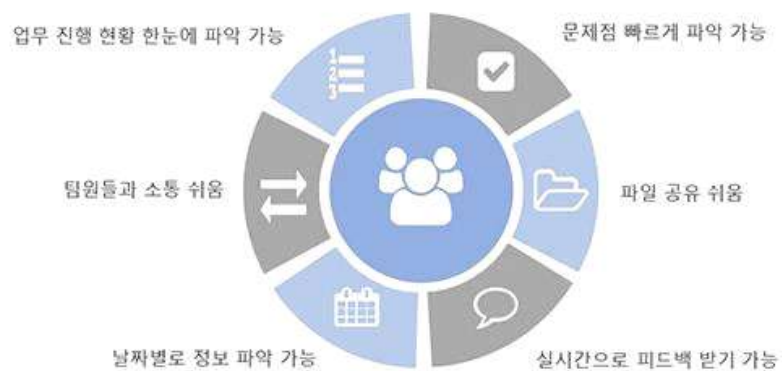 업무 진행 현황 한눈에 파악 가능
문제점 빠르게 파악 가능
1
2
3
팀원들과 소통 쉬움
파일 공유 쉬움
날짜별로 정보 파악 가능
실시간으로 피드백 받기 가능